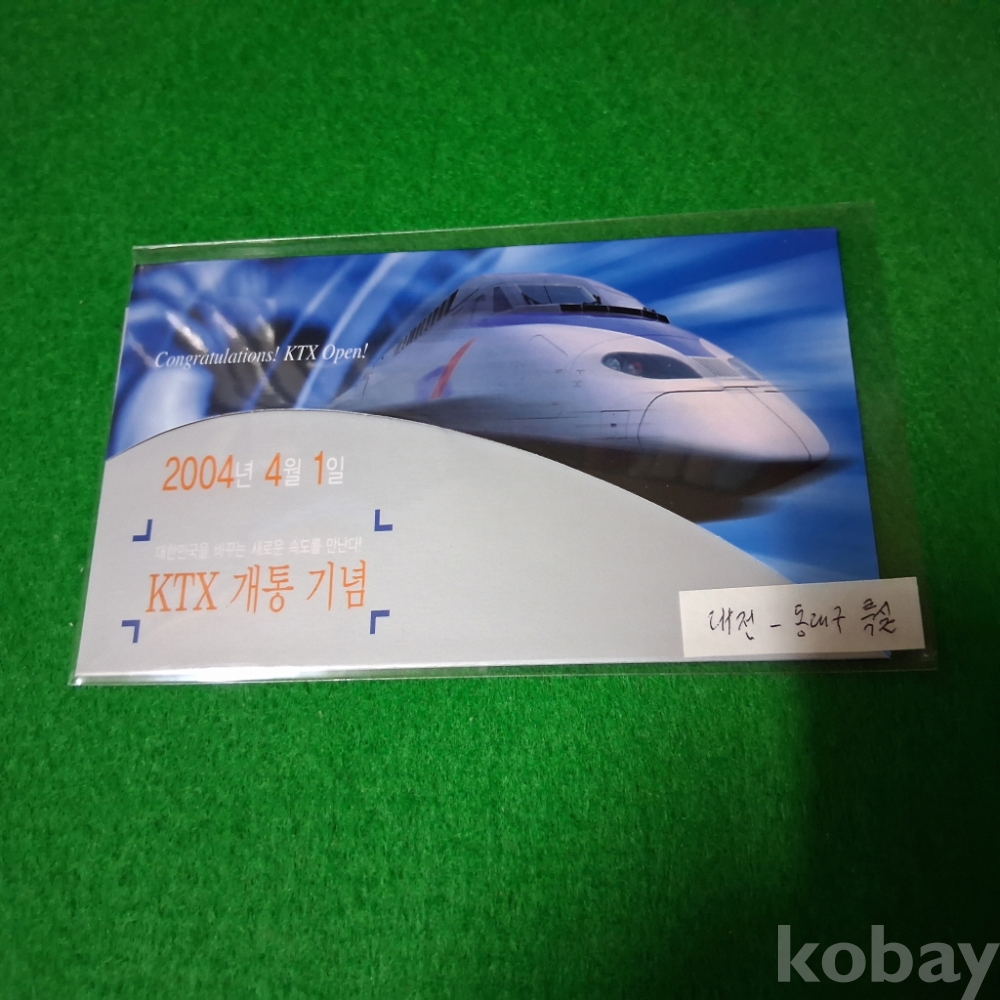 Congratulations! KTX Open!
2004년 4월 1일
대한민국을 바꾸는 새로운 속도를 만난다!
KTX 개통 기념
대전 - 동대구 특실
kobay